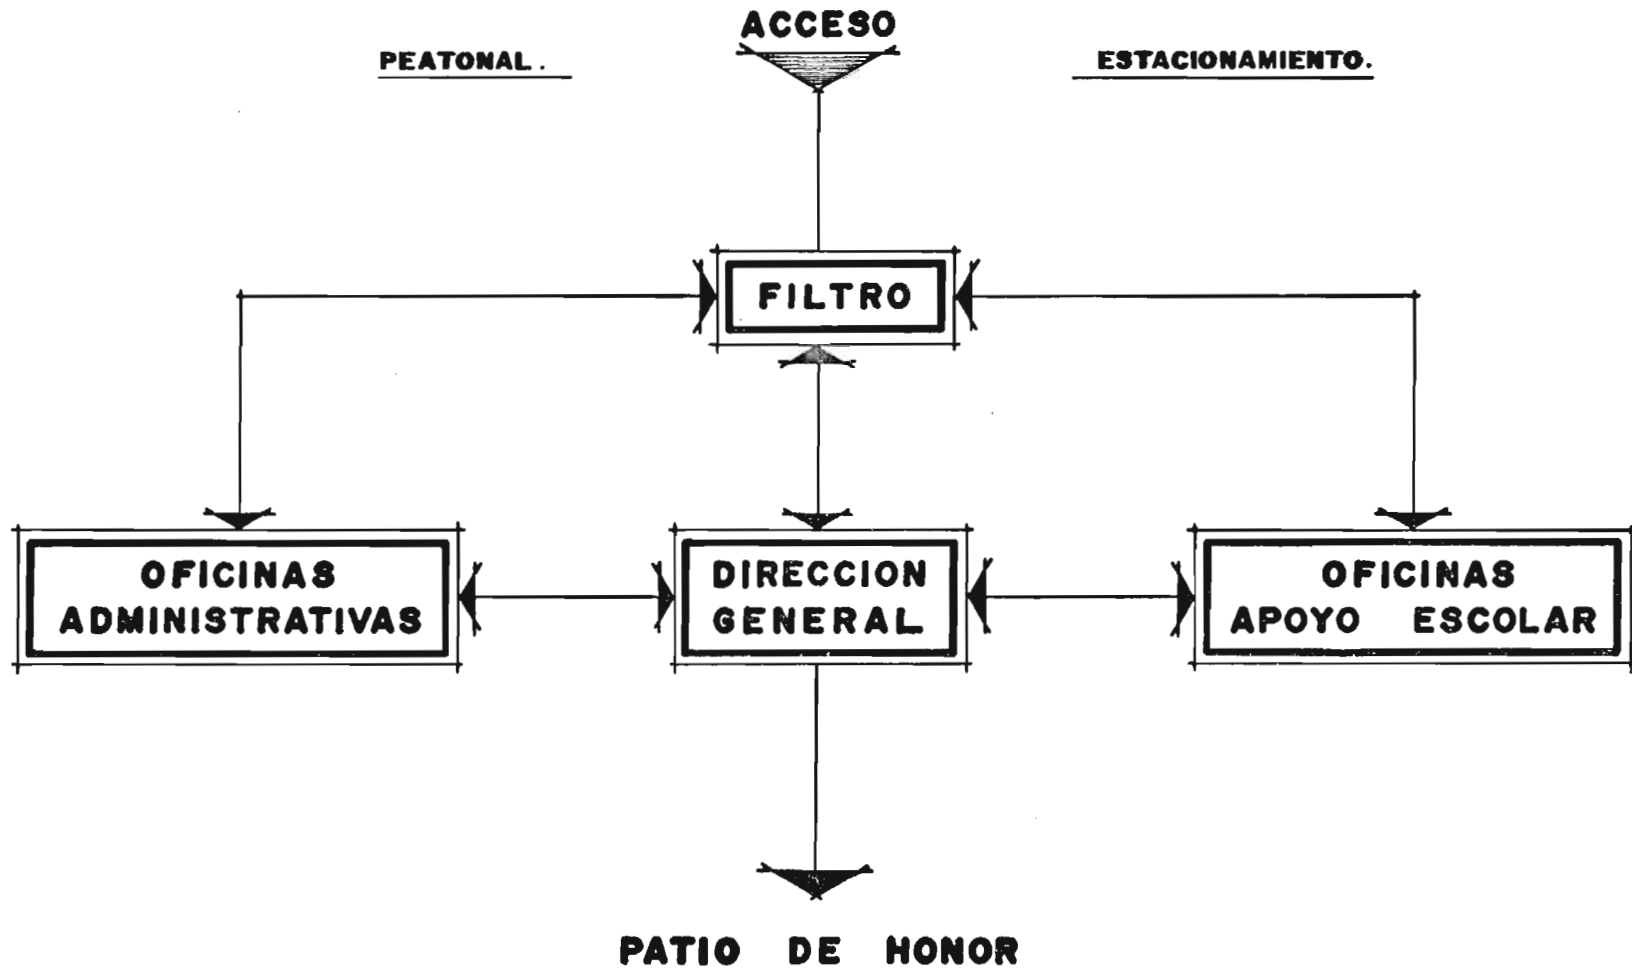 ACCESO
PEATONAL.
ESTACIONAMIENTO.
FILTRO
OFICINAS
ADMINISTRATIVAS
DIRECCION
GENERAL
OFICINAS
APOYO ESCOLAR
PATIO DE HONOR